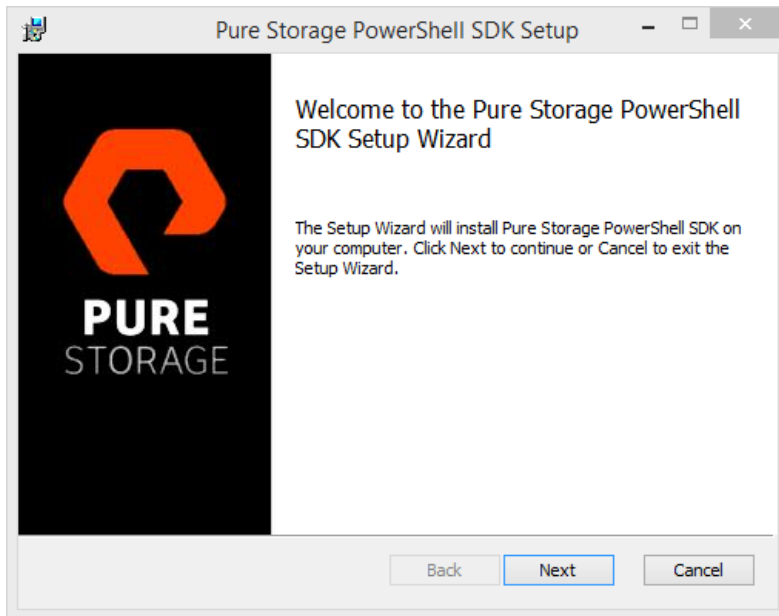 Pure Storage PowerShell SDK Setup
Welcome to the Pure Storage PowerShell
SDK Setup Wizard
The Setup Wizard will install Pure Storage PowerShell SDK on
your computer. Click Next to continue or Cancel to exit the
Setup Wizard.
PURE
STORAGE
Back
Next
Cancel